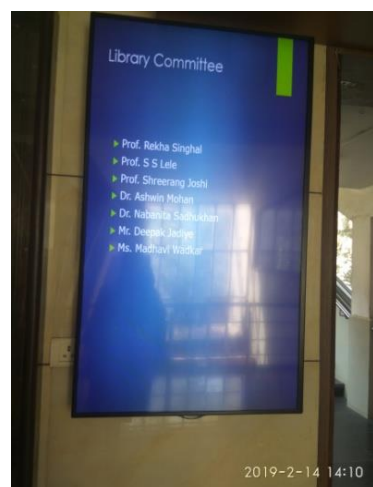 Library Committee
Prof. Rekha Singhal
Prof. S S Lele
Prof. Shreerang Joshi
Dr. Ashwin Mohan
Dr. Nabanita Sadhukhan
Mr. Deepak Jadiye
Ms. Madhavi Wadkar
2019-2-14 14:10